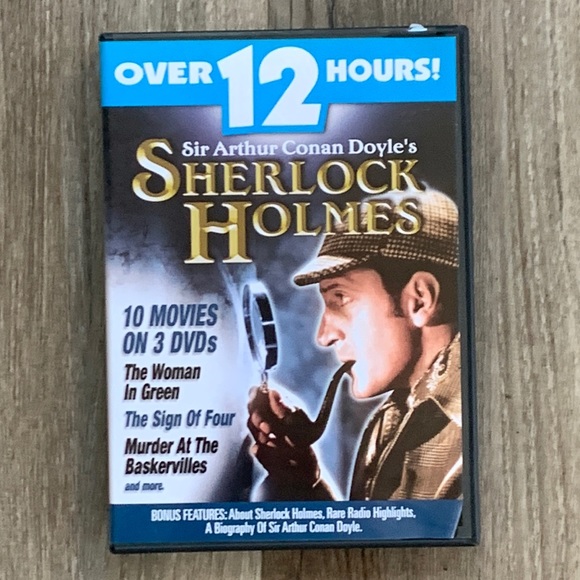 OVER 12 HOURS!
Sir Arthur Conan Doyle's
SHERLOCK
HOLMES
10 MOVIES
ON 3 DVDs
The Woman
In Green
The Sign Of Four
Murder At The
Baskervilles
and more.
BONUS FEATURES: About Sherlock Holmes, Rare Radio Highlights,
A Biography Of Sir Arthur Conan Doyle.